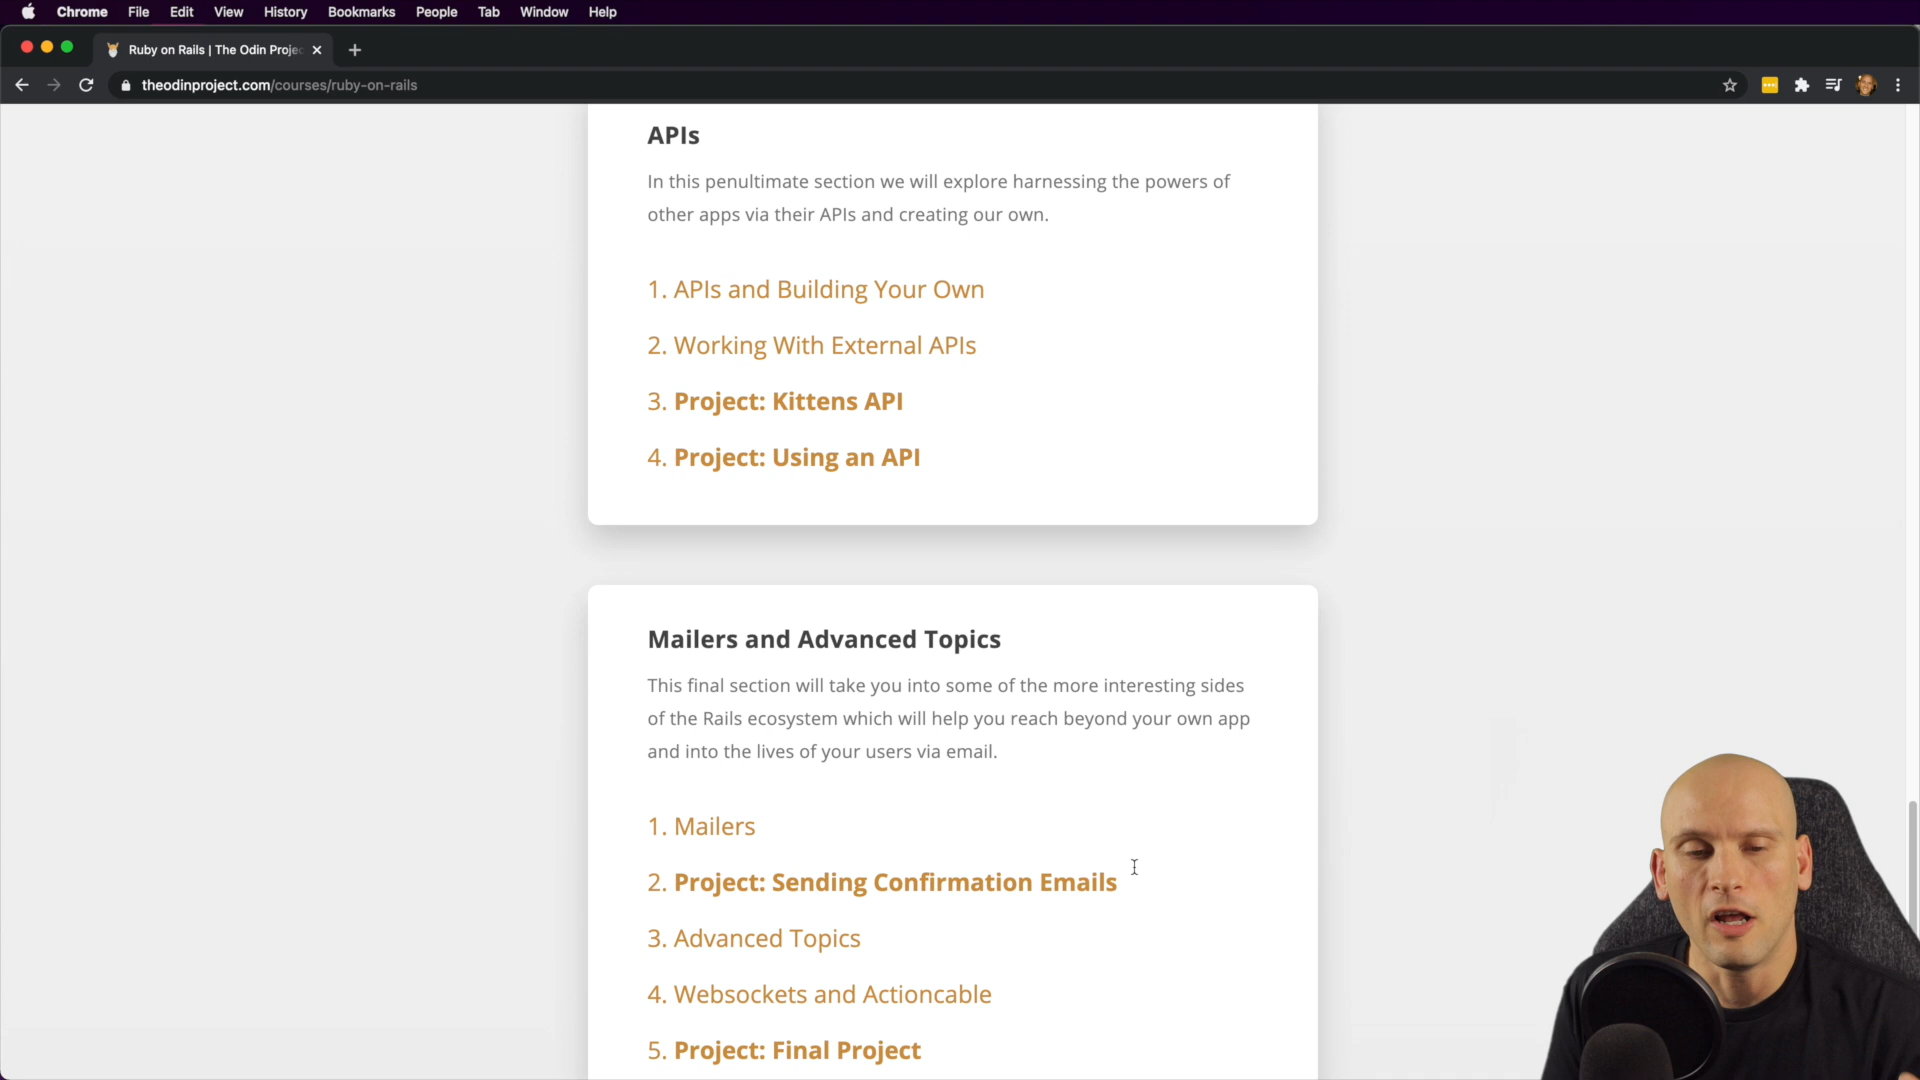 Chrome File Edit View History Bookmarks People Tab Window Help
Ruby on Rails | The Odin Projec
theodinproject.com/courses/ruby-on-rails
APIs
In this penultimate section we will explore harnessing the powers of
other apps via their APIs and creating our own.
1. APIs and Building Your Own
2. Working With External APIs
3. Project: Kittens API
4. Project: Using an API
Mailers and Advanced Topics
This final section will take you into some of the more interesting sides
of the Rails ecosystem which will help you reach beyond your own app
and into the lives of your users via email.
1. Mailers
2. Project: Sending Confirmation Emails
3. Advanced Topics
4. Websockets and Actioncable
5. Project: Final Project